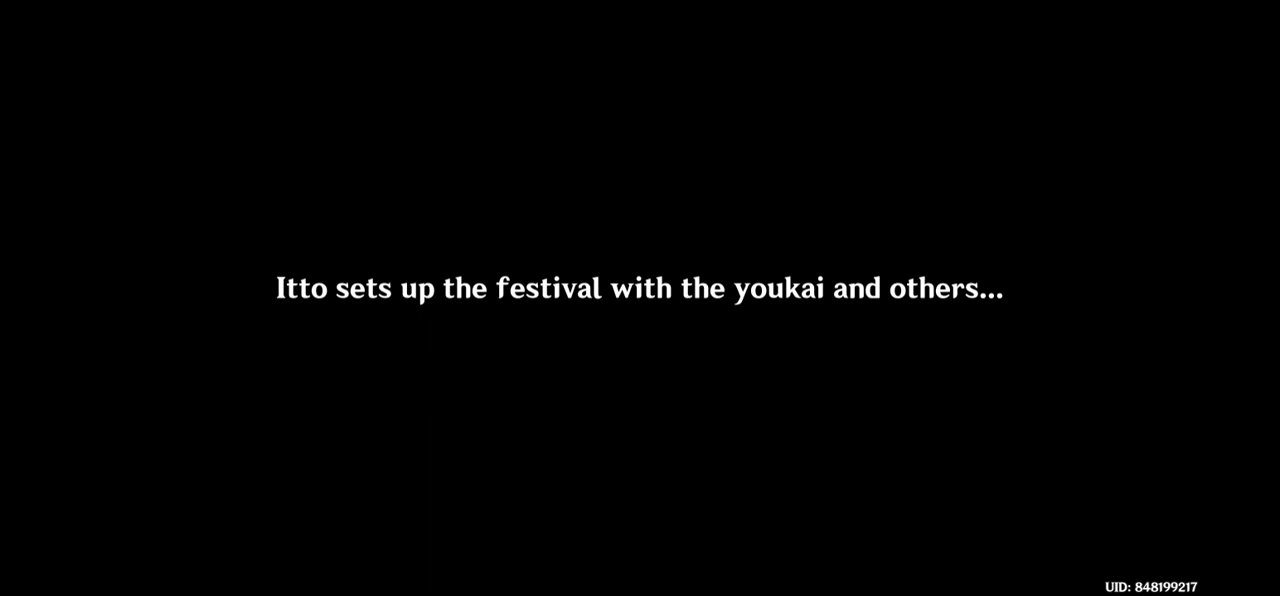 Itto sets up the festival with the youkai and others...
UID: 848199217